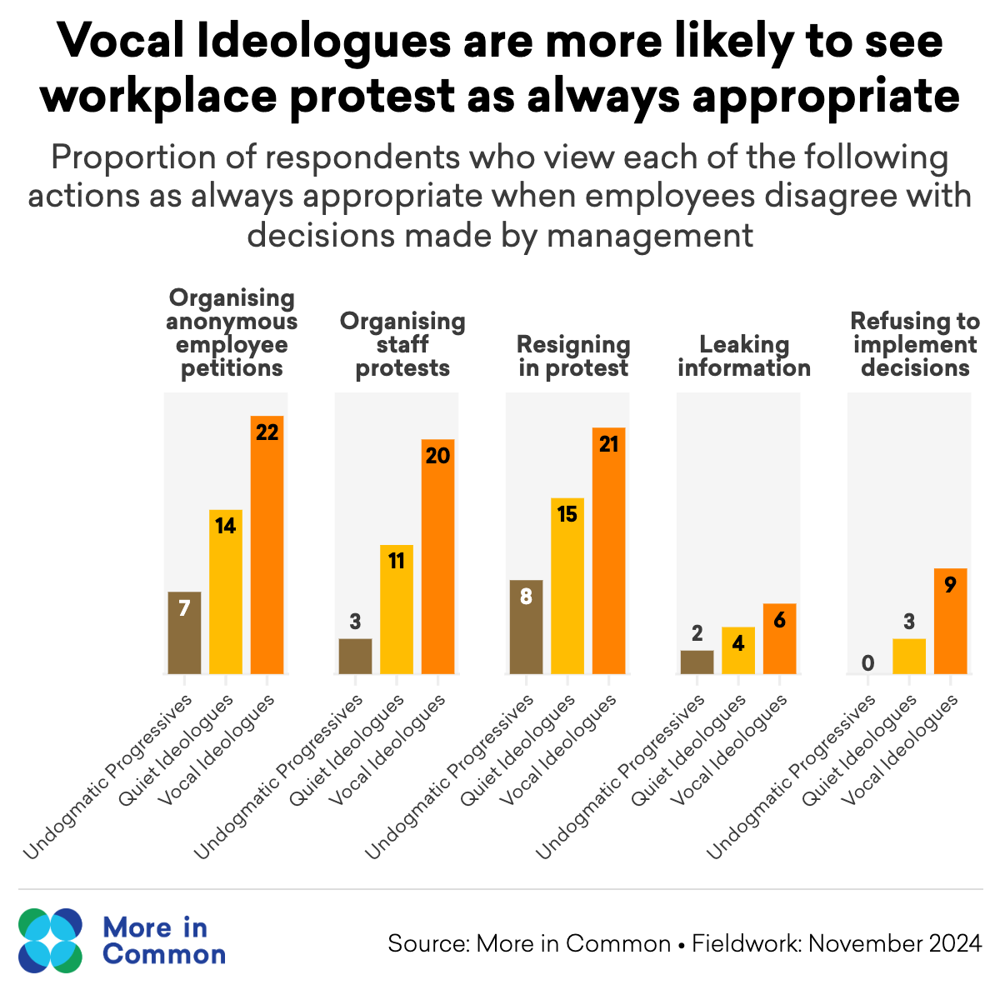 Vocal Ideologues are more likely to see
workplace protest as always appropriate
Proportion of respondents who view each of the following
actions as always appropriate when employees disagree with
decisions made by management
Organising
anonymous
employee
petitions
Organising
staff
protests
Resigning
in protest
Leaking
information
Refusing to
implement
decisions
7
14
22
3
11
20
8
15
21
2
4
6
0
3
9
Undogmatic Progressives
Quiet Ideologues
Vocal Ideologues
Undogmatic Progressives
Quiet Ideologues
Vocal Ideologues
Undogmatic Progressives
Quiet Ideologues
Vocal Ideologues
Undogmatic Progressives
Quiet Ideologues
Vocal Ideologues
Undogmatic Progressives
Quiet Ideologues
Vocal Ideologues
More in
Common
Source: More in Common • Fieldwork: November 2024